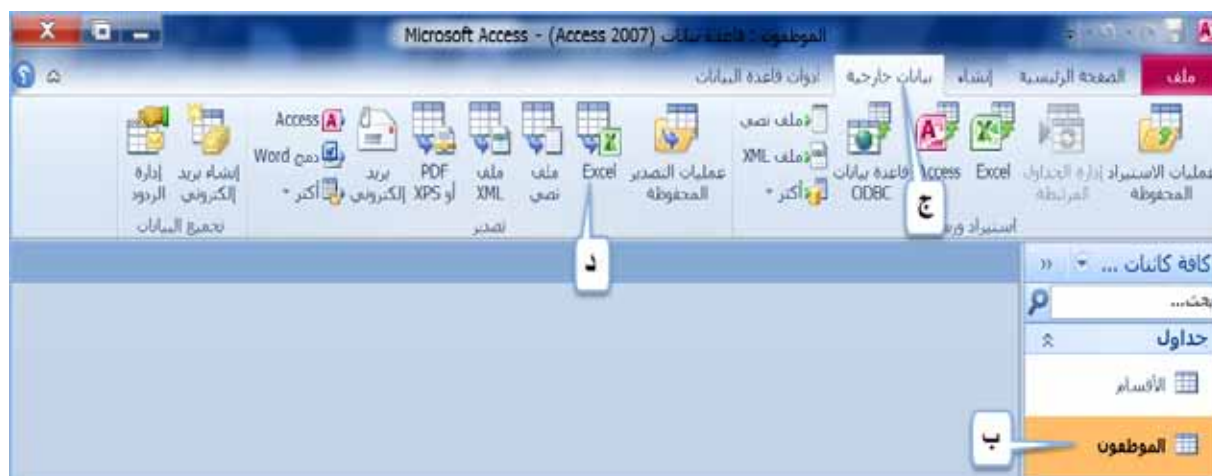 الموظفون : قاعدة بيانات (Access 2007) - Microsoft Access
ملف الصفحة الرئيسية إنشاء بيانات خارجية أدوات قاعدة البيانات
عمليات الاستيراد المحفوظة
إدارة الجداول المرتبطة
Excel
Access
قاعدة بيانات ODBC
ملف نصي
ملف XML
أكثر
استيراد
عمليات التصدير المحفوظة
Excel
ملف نصي
ملف XML
PDF أو XPS
بريد إلكتروني
Access
دمج Word
أكثر
تصدير
إنشاء بريد إلكتروني
إدارة الردود
تجميع البيانات
ج
د
كافة كائنات ...
بحث...
جداول
الأقسام
الموظفون
ب